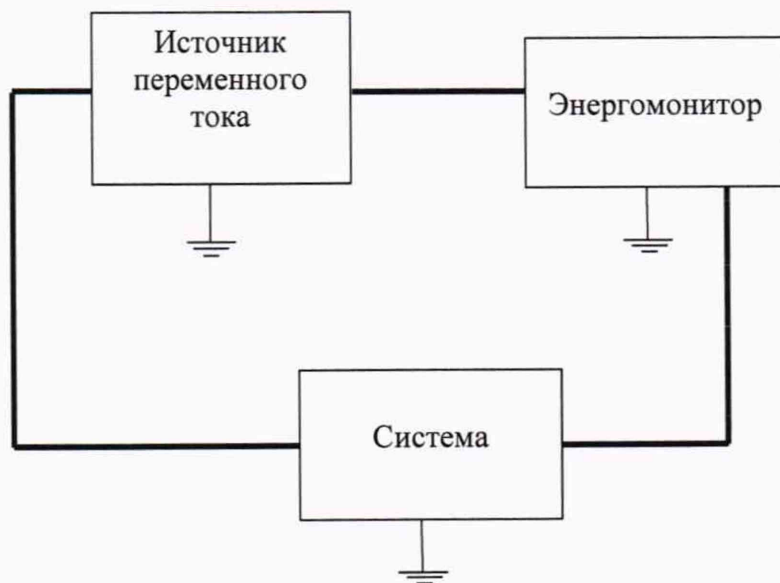 Источник
переменного
тока
Энергомонитор
Система